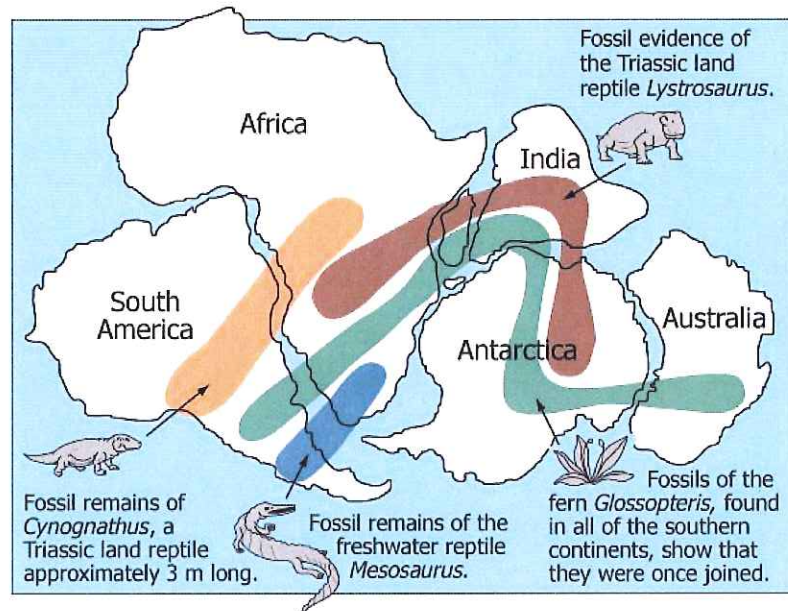 Fossil evidence of
the Triassic land
reptile Lystrosaurus.
Africa
India
South
America
Antarctica
Australia
Fossil remains of
Cynognathus, a
Triassic land reptile
approximately 3 m long.
Fossil remains of the
freshwater reptile
Mesosaurus.
Fossils of the
fern Glossopteris, found
in all of the southern
continents, show that
they were once joined.